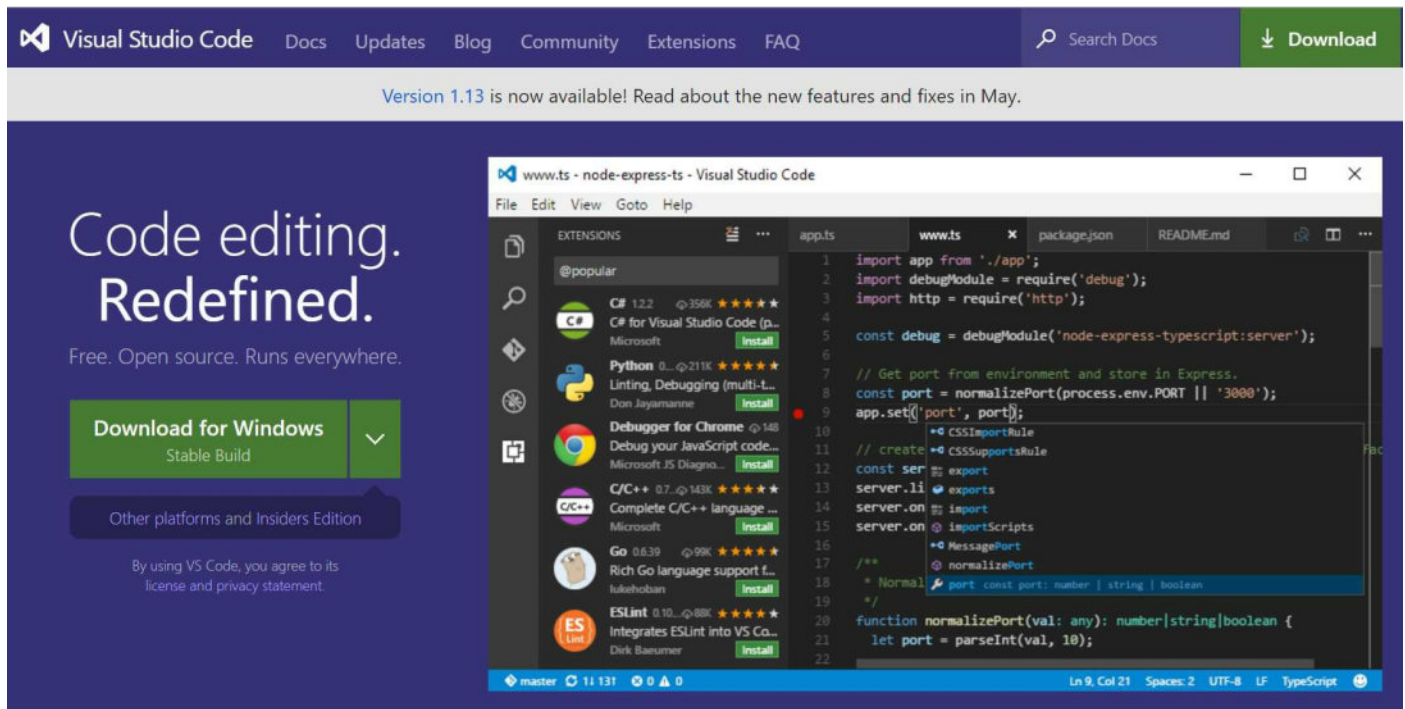 Visual Studio Code Docs Updates Blog Community Extensions FAQ Search Docs Download
Version 1.13 is now available! Read about the new features and fixes in May.
Code editing.
Redefined.
Free. Open source. Runs everywhere.
Download for Windows
Stable Build
Other platforms and Insiders Edition
By using VS Code, you agree to its
license and privacy statement.
www.ts - node-express-ts - Visual Studio Code
File Edit View Goto Help
EXTENSIONS
@popular
C# 1.2.2 356K
C# for Visual Studio Code (p...
Microsoft Install
Python 0... 211K
Linting, Debugging (multi-t...
Don Jayamanne Install
Debugger for Chrome 148
Debug your JavaScript code...
Microsoft JS Diagno... Install
C/C++ 0.7... 143K
Complete C/C++ language ...
Microsoft Install
Go 0.6.39 99K
Rich Go language support f...
lukehoban Install
ESLint 0.10... 88K
Integrates ESLint into VS Co...
Dirk Baeumer Install
C#
C/C++
ES
Lint
app.ts www.ts package.json README.md
1 import app from './app';
2 import debugModule = require('debug');
3 import http = require('http');
4
5 const debug = debugModule('node-express-typescript:server');
6
7 // Get port from environment and store in Express.
8 const port = normalizePort(process.env.PORT || '3000');
9 app.set('port', port);
10
11 // create Fac
12 const ser
13 server.li
14 server.on
15 server.on
16
17 /**
18 * Normal
19 */
20 function normalizePort(val: any): number|string|boolean {
21 let port = parseInt(val, 10);
22
CSSImportRule
CSSSupportsRule
export
exports
import
importScripts
MessagePort
normalizePort
port const port: number | string | boolean
master 1↓ 13↑ 0 0 Ln 9, Col 21 Spaces: 2 UTF-8 LF TypeScript